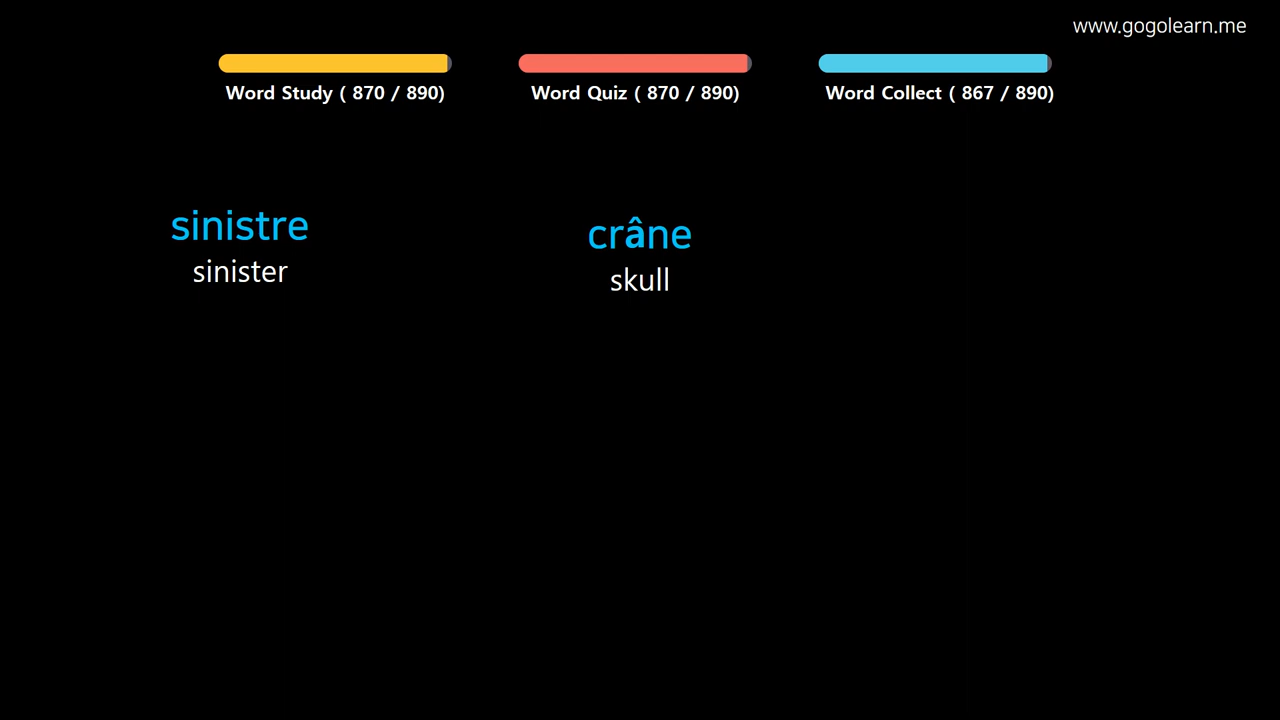 www.gogolearn.me
Word Study ( 870 / 890)
Word Quiz ( 870 / 890)
Word Collect ( 867 / 890)
sinistre
sinister
crâne
skull